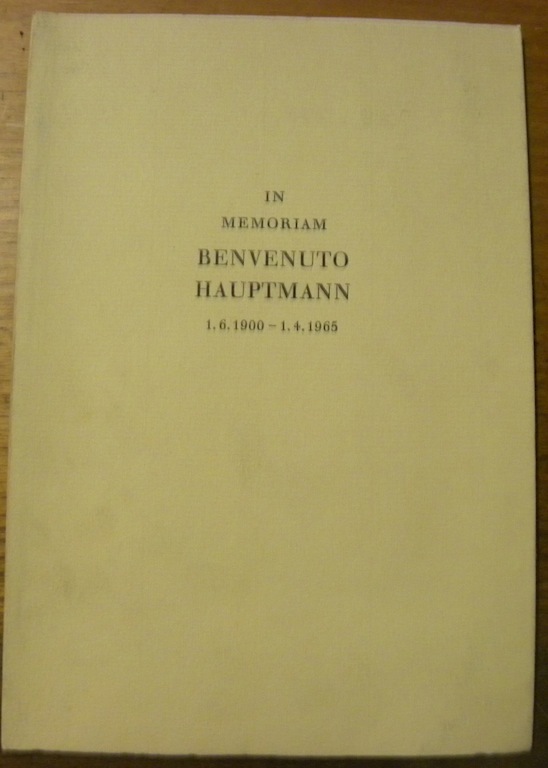 IN
MEMORIAM
BENVENUTO
HAUPTMANN
1.6.1900 – 1.4.1965